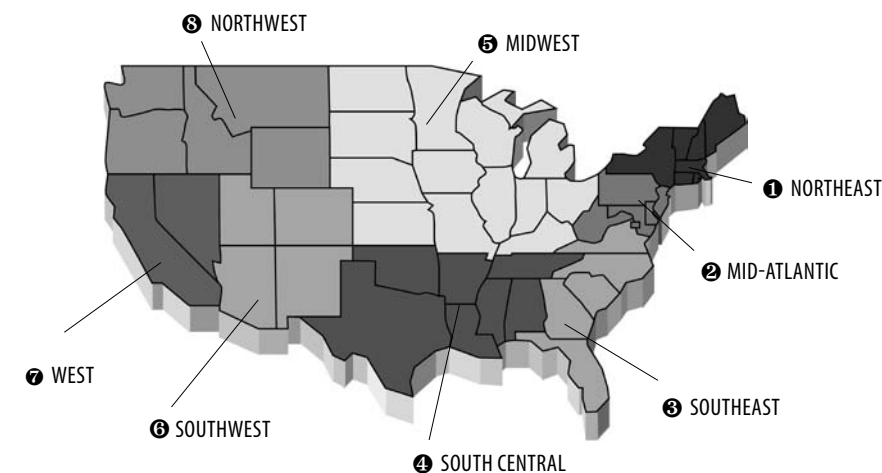 ❽ NORTHWEST
❺ MIDWEST
❶ NORTHEAST
❷ MID-ATLANTIC
❼ WEST
❸ SOUTHEAST
❻ SOUTHWEST
❹ SOUTH CENTRAL